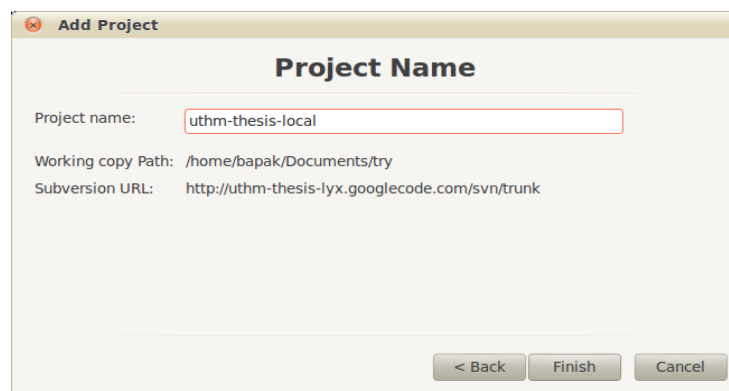 Add Project
Project Name
Project name: uthm-thesis-local
Working copy Path: /home/bapak/Documents/try
Subversion URL: http://uthm-thesis-lyx.googlecode.com/svn/trunk
< Back Finish Cancel